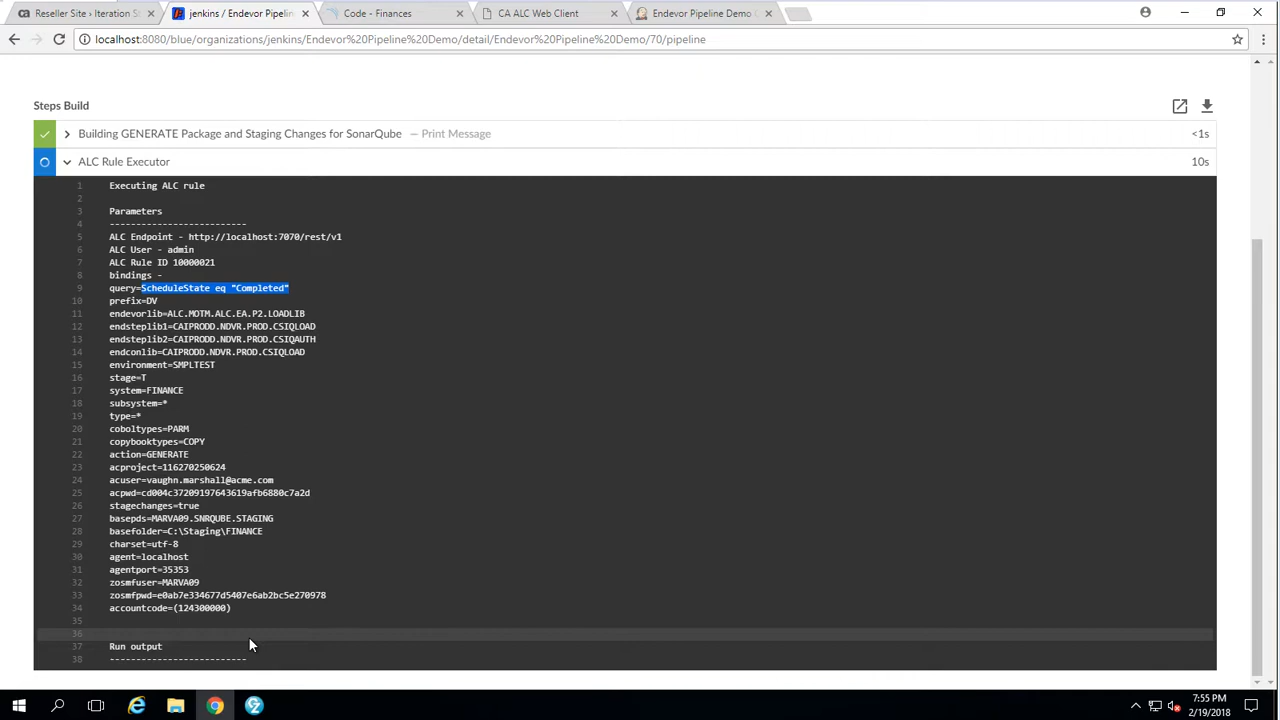 Reseller Site › Iteration S
jenkins / Endevor Pipelin
Code - Finances
CA ALC Web Client
Endevor Pipeline Demo
localhost:8080/blue/organizations/jenkins/Endevor%20Pipeline%20Demo/detail/Endevor%20Pipeline%20Demo/70/pipeline
Steps Build
Building GENERATE Package and Staging Changes for SonarQube — Print Message <1s
ALC Rule Executor 10s
1 Executing ALC rule
2
3 Parameters
4 --------------------------
5 ALC Endpoint - http://localhost:7070/rest/v1
6 ALC User - admin
7 ALC Rule ID 10000021
8 bindings -
9 query=ScheduleState eq "Completed"
10 prefix=DV
11 endevorlib=ALC.MOTM.ALC.EA.P2.LOADLIB
12 endsteplib1=CAIPRODD.NDVR.PROD.CSIQLOAD
13 endsteplib2=CAIPRODD.NDVR.PROD.CSIQAUTH
14 endconlib=CAIPRODD.NDVR.PROD.CSIQLOAD
15 environment=SMPLTEST
16 stage=T
17 system=FINANCE
18 subsystem=*
19 type=*
20 coboltypes=PARM
21 copybooktypes=COPY
22 action=GENERATE
23 acproject=116270250624
24 acuser=vaughn.marshall@acme.com
25 acpwd=cd004c37209197643619afb6880c7a2d
26 stagechanges=true
27 basepds=MARVA09.SNRQUBE.STAGING
28 basefolder=C:\Staging\FINANCE
29 charset=utf-8
30 agent=localhost
31 agentport=35353
32 zosmfuser=MARVA09
33 zosmfpwd=e0ab7e334677d5407e6ab2bc5e270978
34 accountcode=(124300000)
35
36
37 Run output
38 --------------------------
7:55 PM
2/19/2018